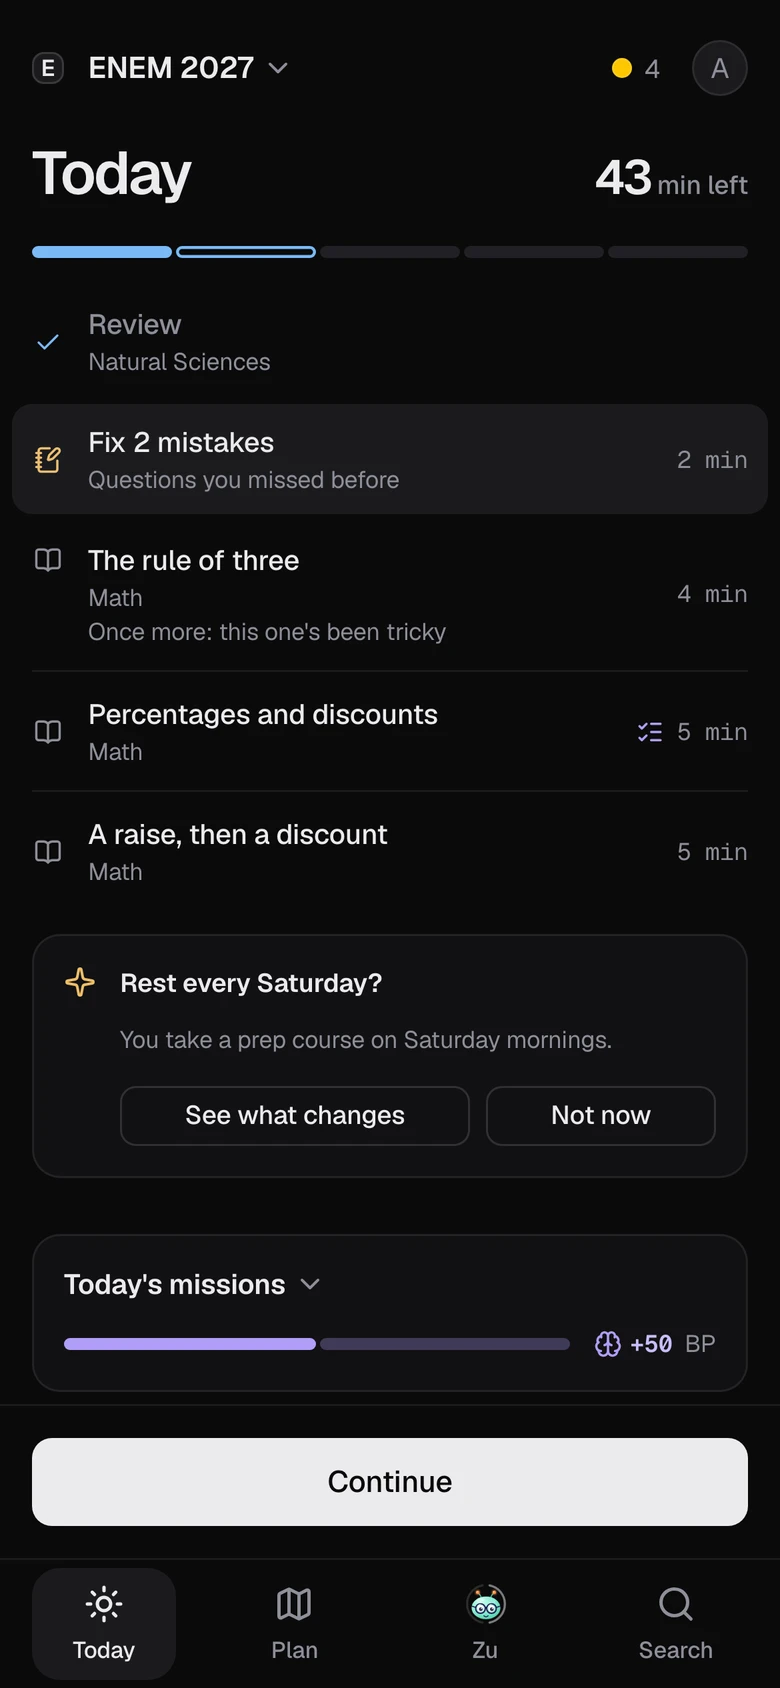 E ENEM 2027 4 A
Today 43 min left
Review
Natural Sciences
Fix 2 mistakes
Questions you missed before
2 min
The rule of three
Math
Once more: this one's been tricky
4 min
Percentages and discounts
Math
5 min
A raise, then a discount
Math
5 min
Rest every Saturday?
You take a prep course on Saturday mornings.
See what changes Not now
Today's missions
+50 BP
Continue
Today Plan Zu Search